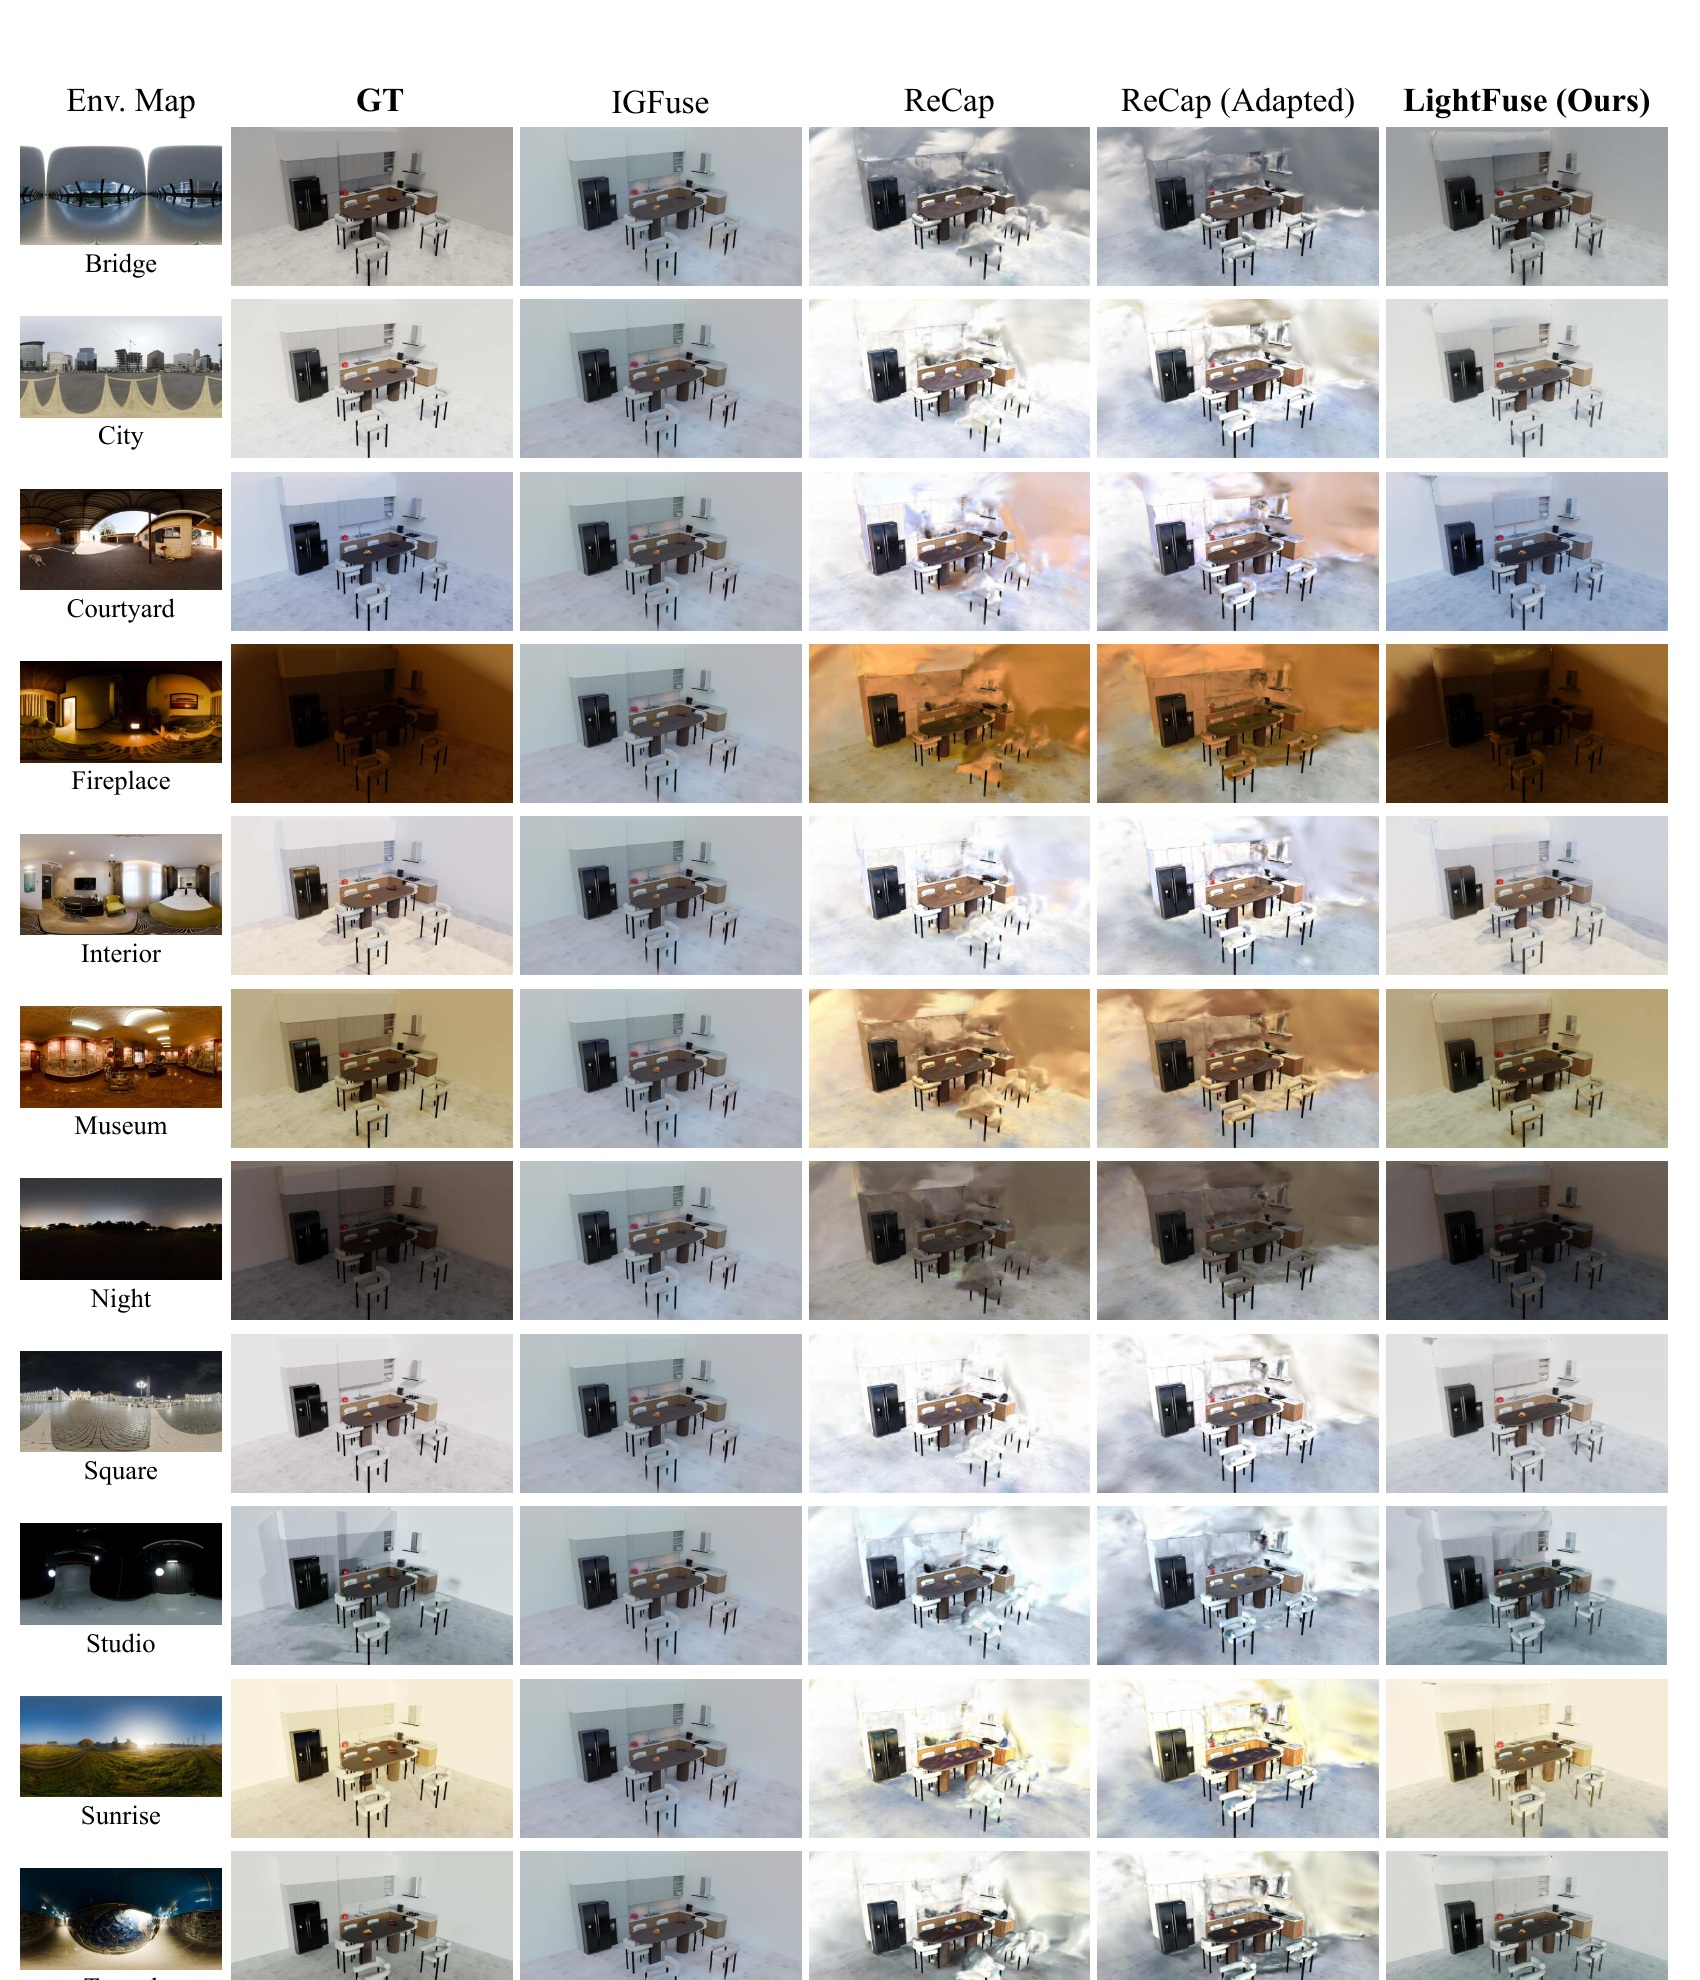 Env. Map GT IGFuse ReCap ReCap (Adapted) LightFuse (Ours)
Bridge
City
Courtyard
Fireplace
Interior
Museum
Night
Square
Studio
Sunrise